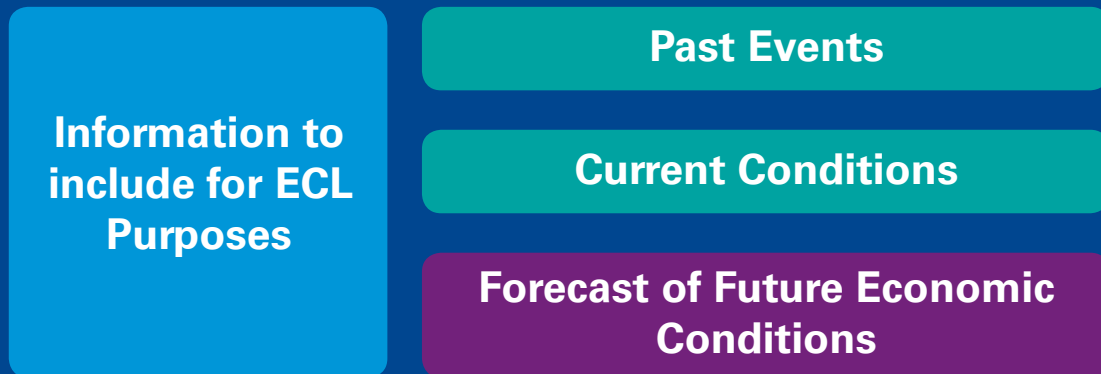 Information to
include for ECL
Purposes
Past Events
Current Conditions
Forecast of Future Economic
Conditions